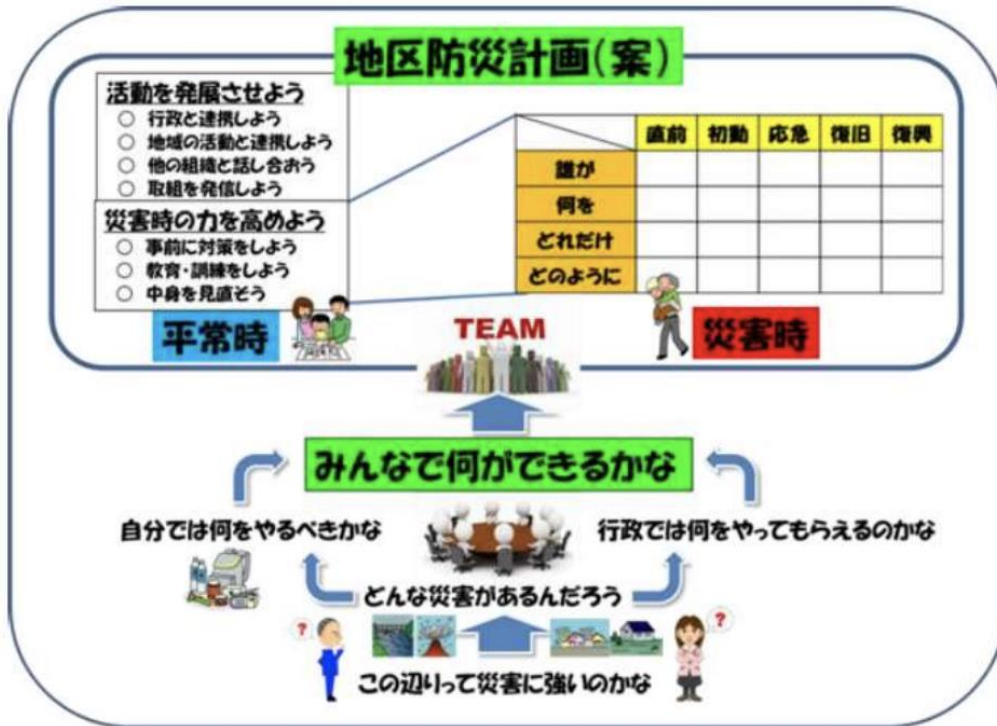 地区防災計画(案)
活動を発展させよう
○ 行政と連携しよう
○ 地域の活動と連携しよう
○ 他の組織と話し合おう
○ 取組を発信しよう
災害時の力を高めよう
○ 事前に対策をしよう
○ 教育・訓練をしよう
○ 中身を見直そう
平常時
直前 初動 応急 復旧 復興
誰が
何を
どれだけ
どのように
災害時
TEAM
みんなで何ができるかな
自分では何をやるべきかな
行政では何をやってもらえるのかな
どんな災害があるんだろう
?
?
この辺りって災害に強いのかな